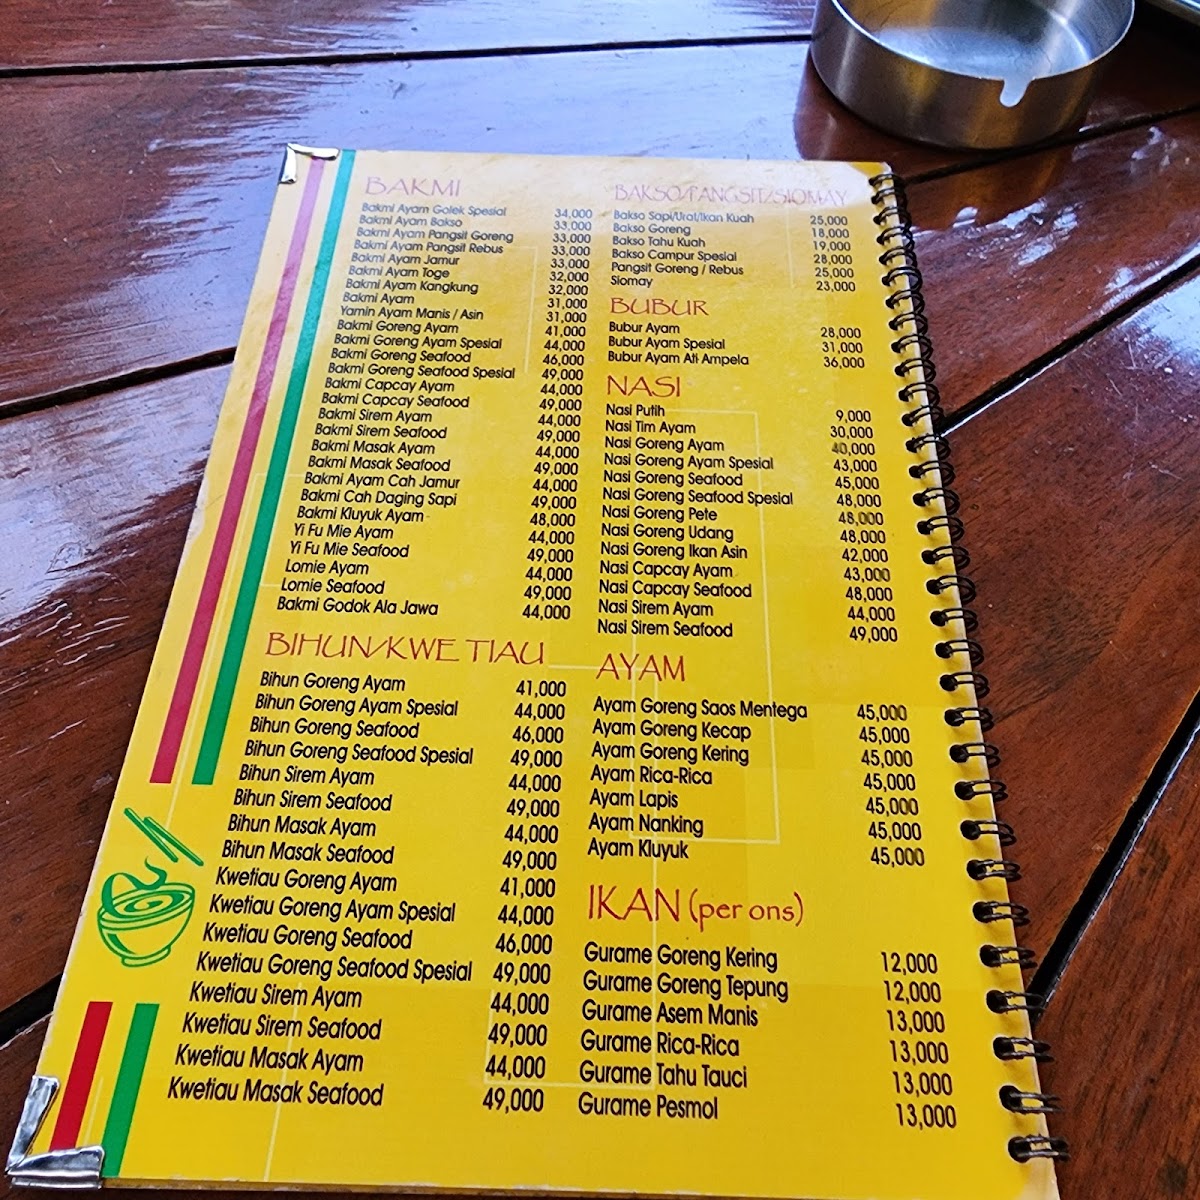 BAKMI
Bakmi Ayam Golek Spesial 34,000
Bakmi Ayam Bakso 33,000
Bakmi Ayam Pangsit Goreng 33,000
Bakmi Ayam Pangsit Rebus 33,000
Bakmi Ayam Jamur 33,000
Bakmi Ayam Toge 32,000
Bakmi Ayam Kangkung 32,000
Bakmi Ayam 31,000
Yamin Ayam Manis / Asin 31,000
Bakmi Goreng Ayam 41,000
Bakmi Goreng Ayam Spesial 44,000
Bakmi Goreng Seafood 46,000
Bakmi Goreng Seafood Spesial 49,000
Bakmi Capcay Ayam 44,000
Bakmi Capcay Seafood 49,000
Bakmi Sirem Ayam 44,000
Bakmi Sirem Seafood 49,000
Bakmi Masak Ayam 44,000
Bakmi Masak Seafood 49,000
Bakmi Ayam Cah Jamur 44,000
Bakmi Cah Daging Sapi 49,000
Bakmi Kluyuk Ayam 48,000
Yi Fu Mie Ayam 44,000
Yi Fu Mie Seafood 49,000
Lomie Ayam 44,000
Lomie Seafood 49,000
Bakmi Godok Ala Jawa 44,000
BIHUN/KWE TIAU
Bihun Goreng Ayam 41,000
Bihun Goreng Ayam Spesial 44,000
Bihun Goreng Seafood 46,000
Bihun Goreng Seafood Spesial 49,000
Bihun Sirem Ayam 44,000
Bihun Sirem Seafood 49,000
Bihun Masak Ayam 44,000
Bihun Masak Seafood 49,000
Kwetiau Goreng Ayam 41,000
Kwetiau Goreng Ayam Spesial 44,000
Kwetiau Goreng Seafood 46,000
Kwetiau Goreng Seafood Spesial 49,000
Kwetiau Sirem Ayam 44,000
Kwetiau Sirem Seafood 49,000
Kwetiau Masak Ayam 44,000
Kwetiau Masak Seafood 49,000
BAKSO/PANGSIT/SIOMAY
Bakso Sapi/Urat/Ikan Kuah 25,000
Bakso Goreng 18,000
Bakso Tahu Kuah 19,000
Bakso Campur Spesial 28,000
Pangsit Goreng / Rebus 25,000
Siomay 23,000
BUBUR
Bubur Ayam 28,000
Bubur Ayam Spesial 31,000
Bubur Ayam Ati Ampela 36,000
NASI
Nasi Putih 9,000
Nasi Tim Ayam 30,000
Nasi Goreng Ayam 40,000
Nasi Goreng Ayam Spesial 43,000
Nasi Goreng Seafood 45,000
Nasi Goreng Seafood Spesial 48,000
Nasi Goreng Pete 48,000
Nasi Goreng Udang 48,000
Nasi Goreng Ikan Asin 42,000
Nasi Capcay Ayam 43,000
Nasi Capcay Seafood 48,000
Nasi Sirem Ayam 44,000
Nasi Sirem Seafood 49,000
AYAM
Ayam Goreng Saos Mentega 45,000
Ayam Goreng Kecap 45,000
Ayam Goreng Kering 45,000
Ayam Rica-Rica 45,000
Ayam Lapis 45,000
Ayam Nanking 45,000
Ayam Kluyuk 45,000
IKAN (per ons)
Gurame Goreng Kering 12,000
Gurame Goreng Tepung 12,000
Gurame Asem Manis 13,000
Gurame Rica-Rica 13,000
Gurame Tahu Tauci 13,000
Gurame Pesmol 13,000